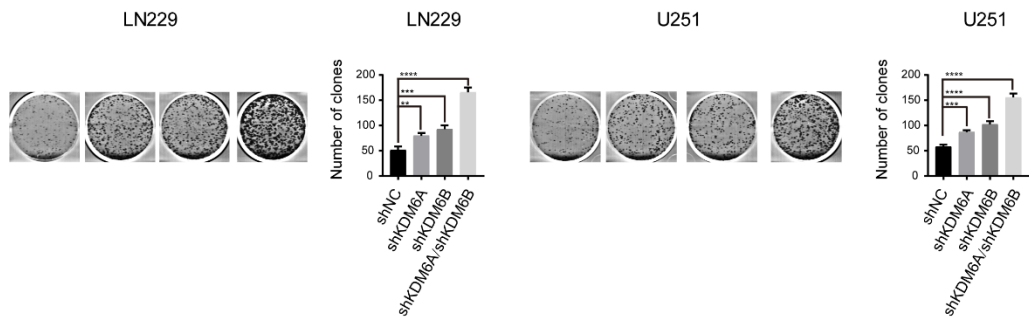 LN229
LN229
U251
U251
Number of clones
200
150
100
50
0
****
***
**
shNC
shKDM6A
shKDM6B
shKDM6A/shKDM6B
Number of clones
200
150
100
50
0
****
****
***
shNC
shKDM6A
shKDM6B
shKDM6A/shKDM6B